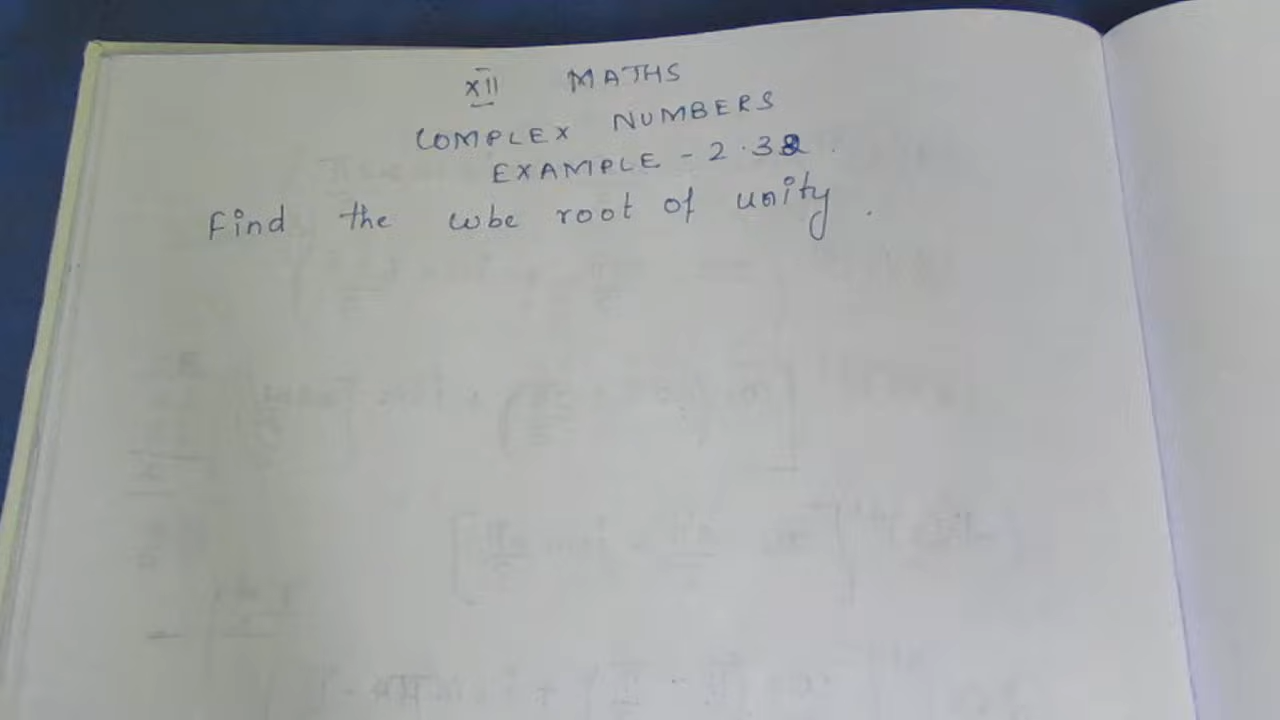 XII MATHS
COMPLEX NUMBERS
EXAMPLE - 2.32.
Find the cube root of unity.